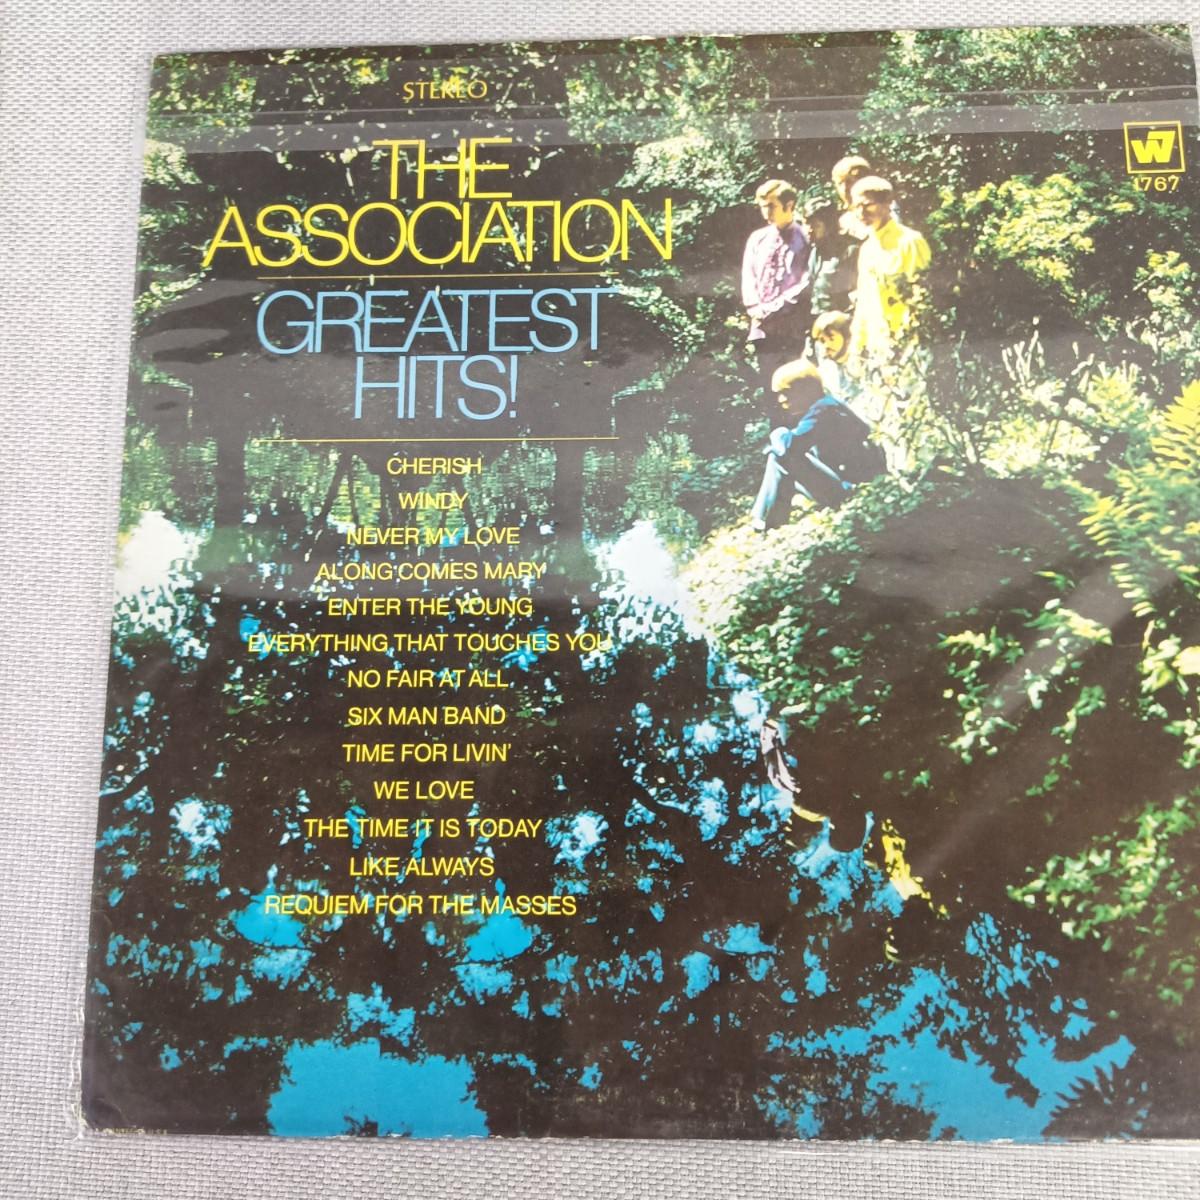 STEREO
W7
1767
THE
ASSOCIATION
GREATEST
HITS!
CHERISH
WINDY
NEVER MY LOVE
ALONG COMES MARY
ENTER THE YOUNG
EVERYTHING THAT TOUCHES YOU
NO FAIR AT ALL
SIX MAN BAND
TIME FOR LIVIN'
WE LOVE
THE TIME IT IS TODAY
LIKE ALWAYS
REQUIEM FOR THE MASSES